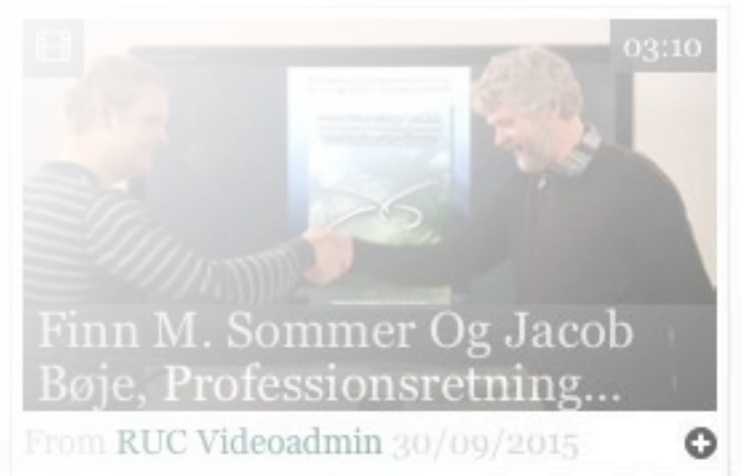 03:10
Finn M. Sommer Og Jacob
Bøje, Professionsretning...
From RUC Videoadmin 30/09/2015